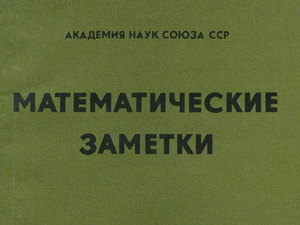 АКАДЕМИЯ НАУК СОЮЗА ССР
МАТЕМАТИЧЕСКИЕ
ЗАМЕТКИ